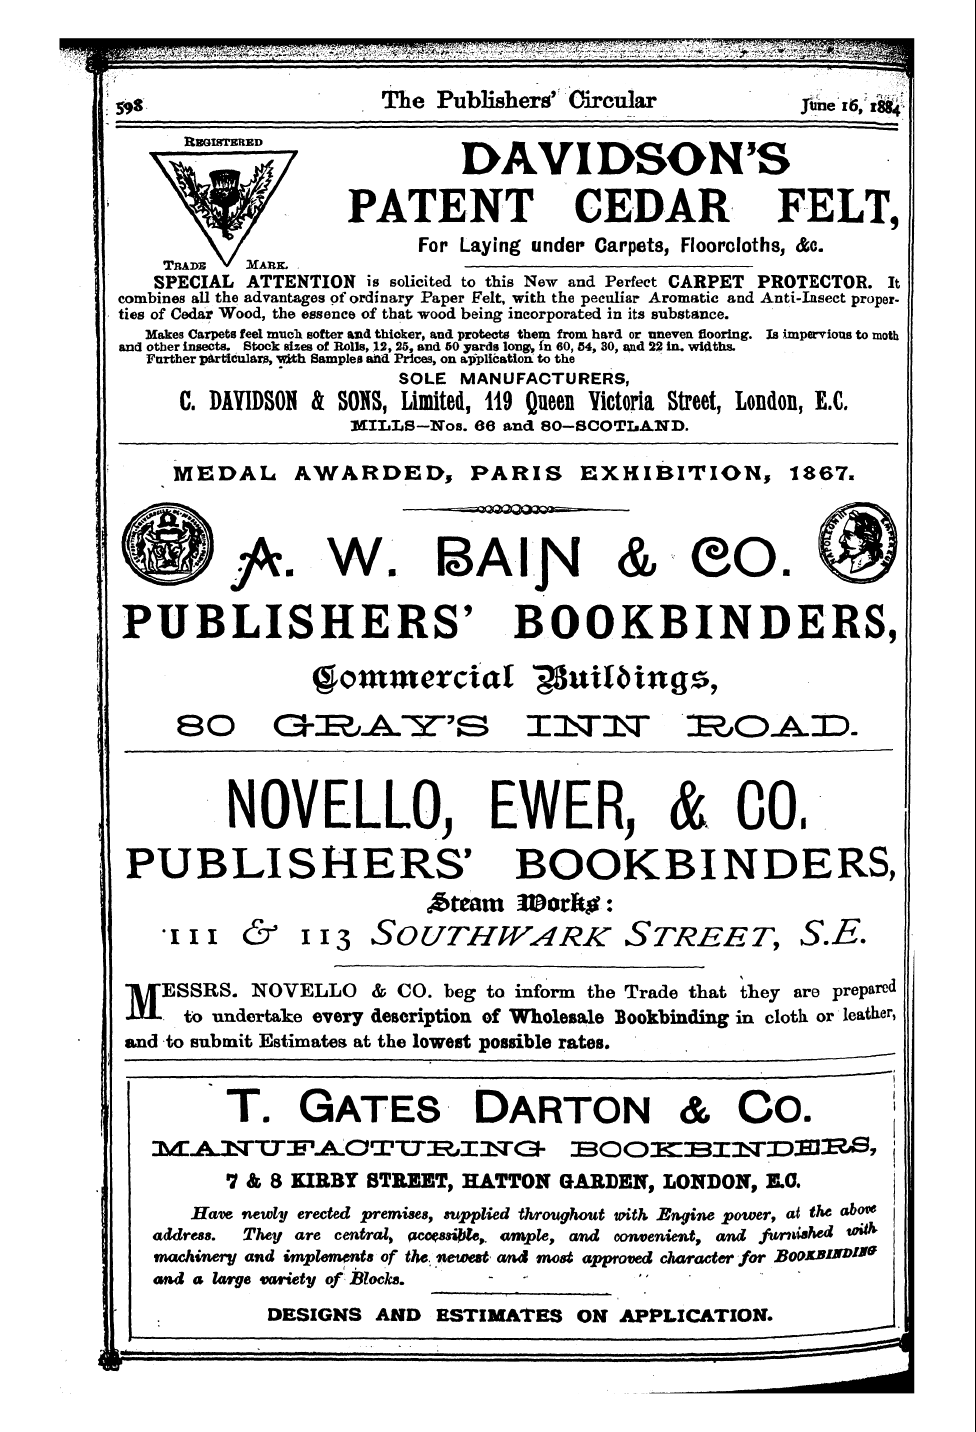 598 The Publishers' Circular June 16, 1884
REGISTERED
TRADE MARK.
DAVIDSON'S
PATENT CEDAR FELT,
For Laying under Carpets, Floorcloths, &c.
SPECIAL ATTENTION is solicited to this New and Perfect CARPET PROTECTOR. It
combines all the advantages of ordinary Paper Felt, with the peculiar Aromatic and Anti-Insect proper-
ties of Cedar Wood, the essence of that wood being incorporated in its substance.
Makes Carpets feel much softer and thicker, and protects them from hard or uneven flooring. Is impervious to moth
and other insects. Stock sizes of Rolls, 12, 25, and 50 yards long, in 60, 54, 30, and 22 in. widths.
Further particulars, with Samples and Prices, on application to the
SOLE MANUFACTURERS,
C. DAVIDSON & SONS, Limited, 119 Queen Victoria Street, London, E.C.
MILLS—Nos. 66 and 80—SCOTLAND.
MEDAL AWARDED, PARIS EXHIBITION, 1867.
NAPOLEON III EMPEREUR
A. W. BAIN & CO.
PUBLISHERS' BOOKBINDERS,
Commercial Buildings,
80 GRAY'S INN ROAD.
NOVELLO, EWER, & CO.
PUBLISHERS' BOOKBINDERS,
Steam Works:
111 & 113 SOUTHWARK STREET, S.E.
MESSRS. NOVELLO & CO. beg to inform the Trade that they are prepared
to undertake every description of Wholesale Bookbinding in cloth or leather,
and to submit Estimates at the lowest possible rates.
T. GATES DARTON & CO.
MANUFACTURING BOOKBINDERS,
7 & 8 KIRBY STREET, HATTON GARDEN, LONDON, E.C.
Have newly erected premises, supplied throughout with Engine power, at the above
address. They are central, accessible, ample, and convenient, and furnished with
machinery and implements of the newest and most approved character for BOOKBINDING
and a large variety of Blocks.
DESIGNS AND ESTIMATES ON APPLICATION.